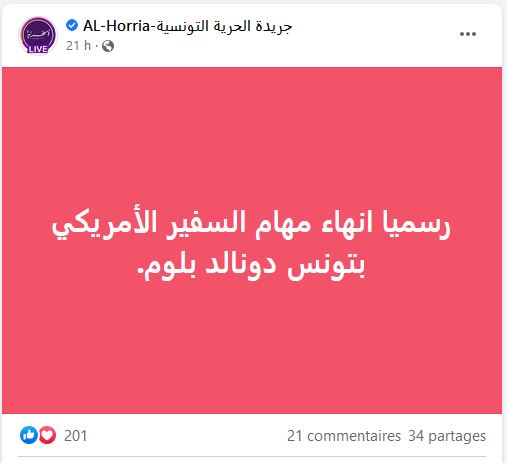 AL-Horria-جريدة الحرية التونسية
21 h
LIVE
رسميا انهاء مهام السفير الأمريكي
بتونس دونالد بلوم.
201
21 commentaires 34 partages